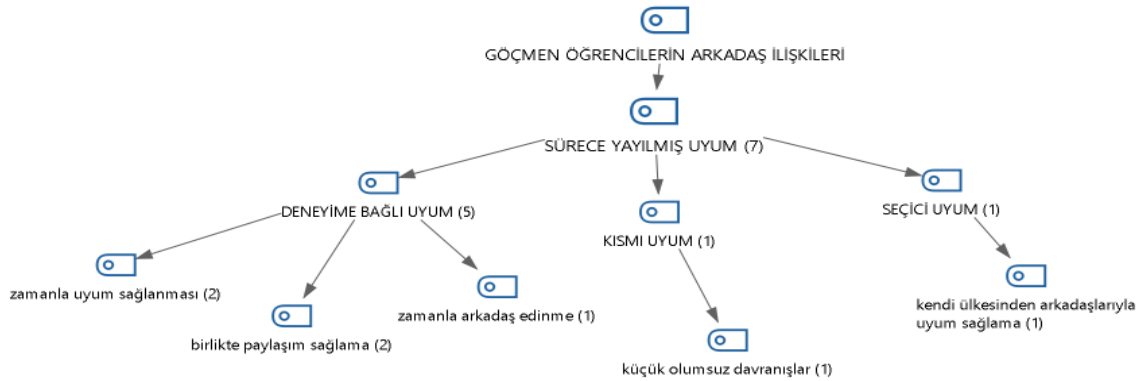 GÖÇMEN ÖĞRENCİLERİN ARKADAŞ İLİŞKİLERİ
SÜRECE YAYILMIŞ UYUM (7)
DENEYİME BAĞLI UYUM (5)
KISMI UYUM (1)
SEÇİCİ UYUM (1)
zamanla uyum sağlanması (2)
birlikte paylaşım sağlama (2)
zamanla arkadaş edinme (1)
küçük olumsuz davranışlar (1)
kendi ülkesinden arkadaşlarıyla
uyum sağlama (1)